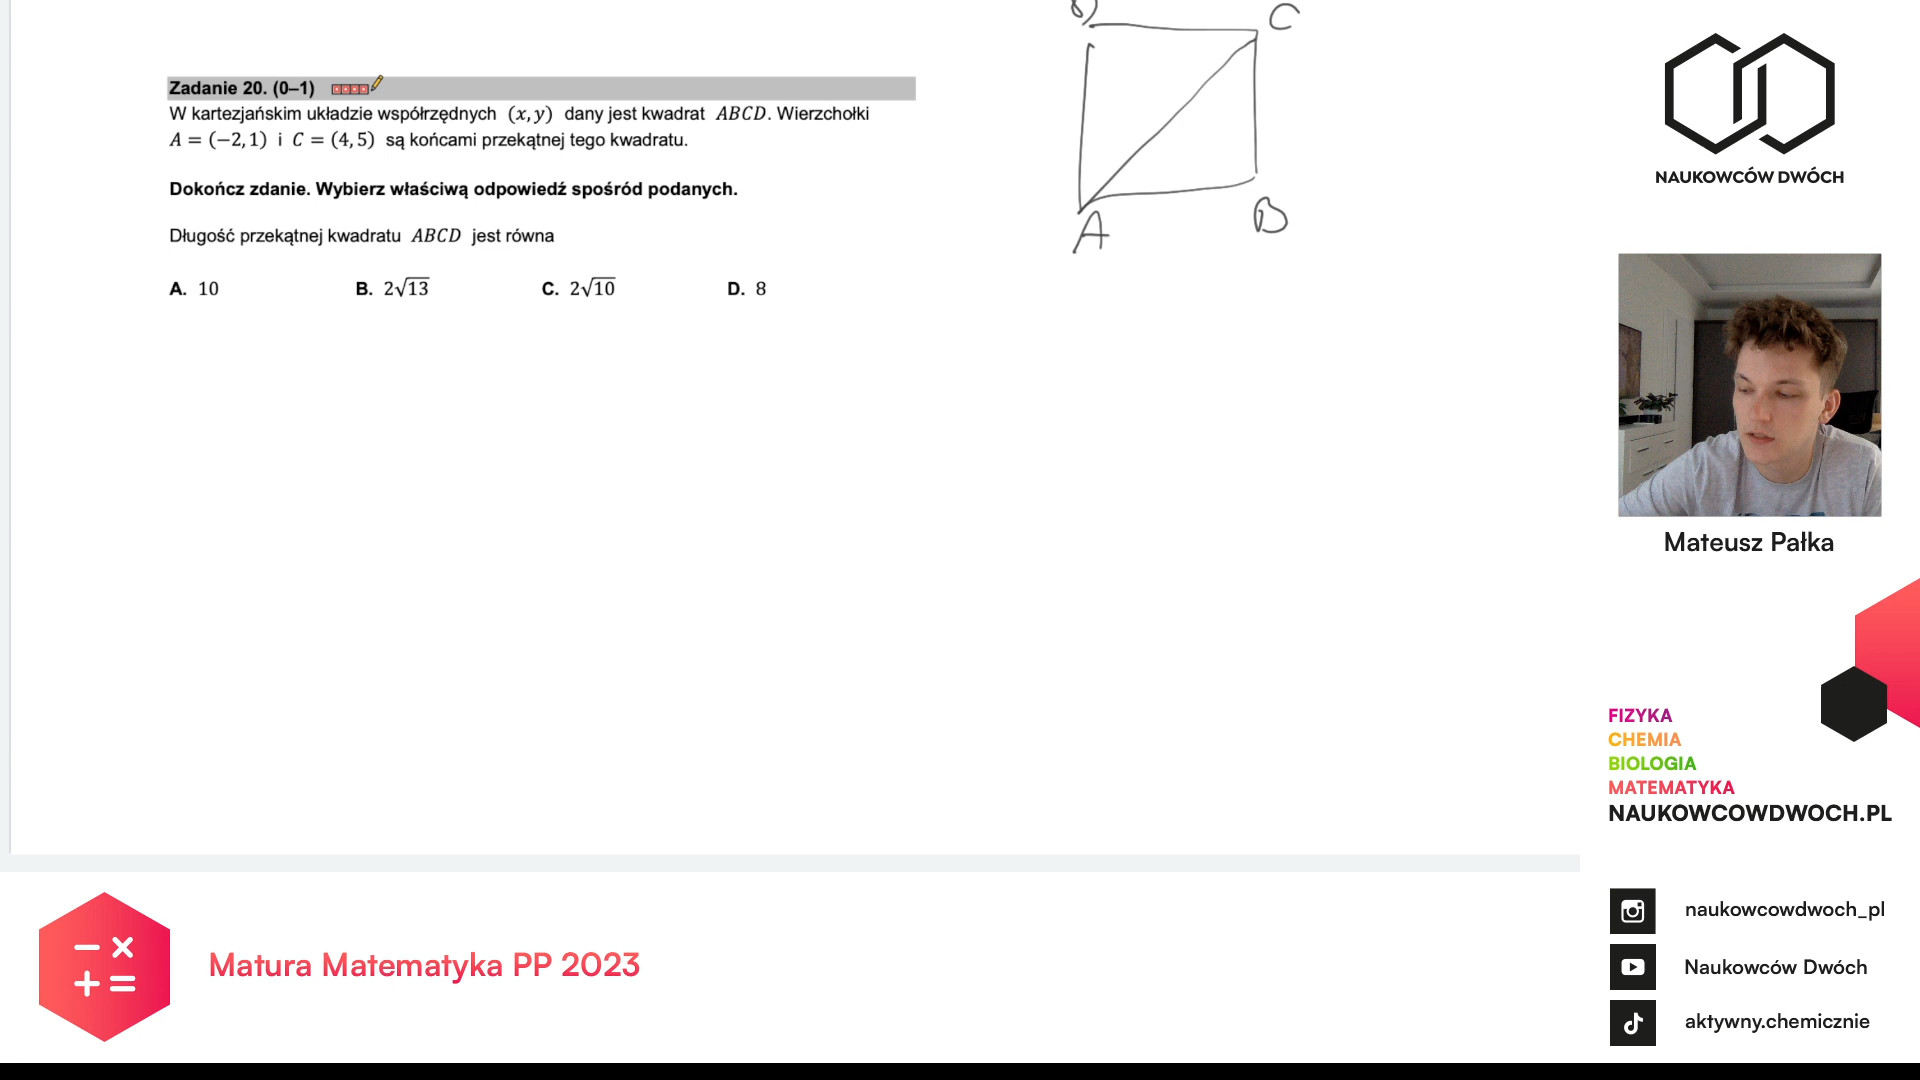 C
Zadanie 20. (0–1)
W kartezjańskim układzie współrzędnych (x, y) dany jest kwadrat ABCD. Wierzchołki
A = (−2, 1) i C = (4, 5) są końcami przekątnej tego kwadratu.
Dokończ zdanie. Wybierz właściwą odpowiedź spośród podanych.
Długość przekątnej kwadratu ABCD jest równa
A. 10 B. 2√13 C. 2√10 D. 8
A
B
NAUKOWCÓW DWÓCH
Mateusz Pałka
FIZYKA
CHEMIA
BIOLOGIA
MATEMATYKA
NAUKOWCOWDWOCH.PL
− × + =
Matura Matematyka PP 2023
naukowcowdwoch_pl
Naukowców Dwóch
aktywny.chemicznie